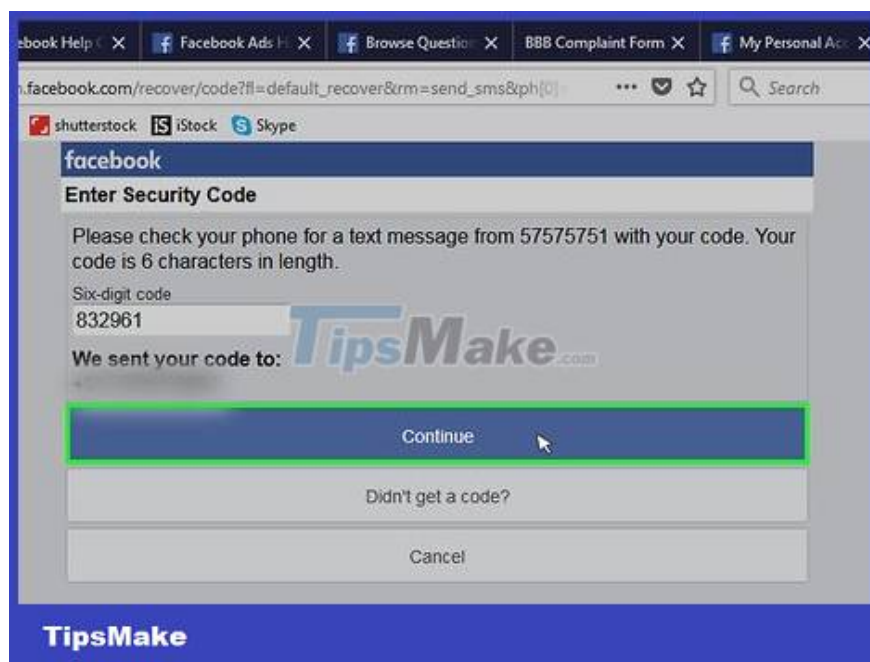 ebook Help C
Facebook Ads H
Browse Question
BBB Complaint Form
My Personal Acc
.facebook.com/recover/code?fl=default_recover&rm=send_sms&ph[0]=
Search
shutterstock
iStock
Skype
facebook
Enter Security Code
Please check your phone for a text message from 57575751 with your code. Your
code is 6 characters in length.
Six-digit code
832961
TipsMake.com
We sent your code to:
Continue
Didn't get a code?
Cancel
TipsMake